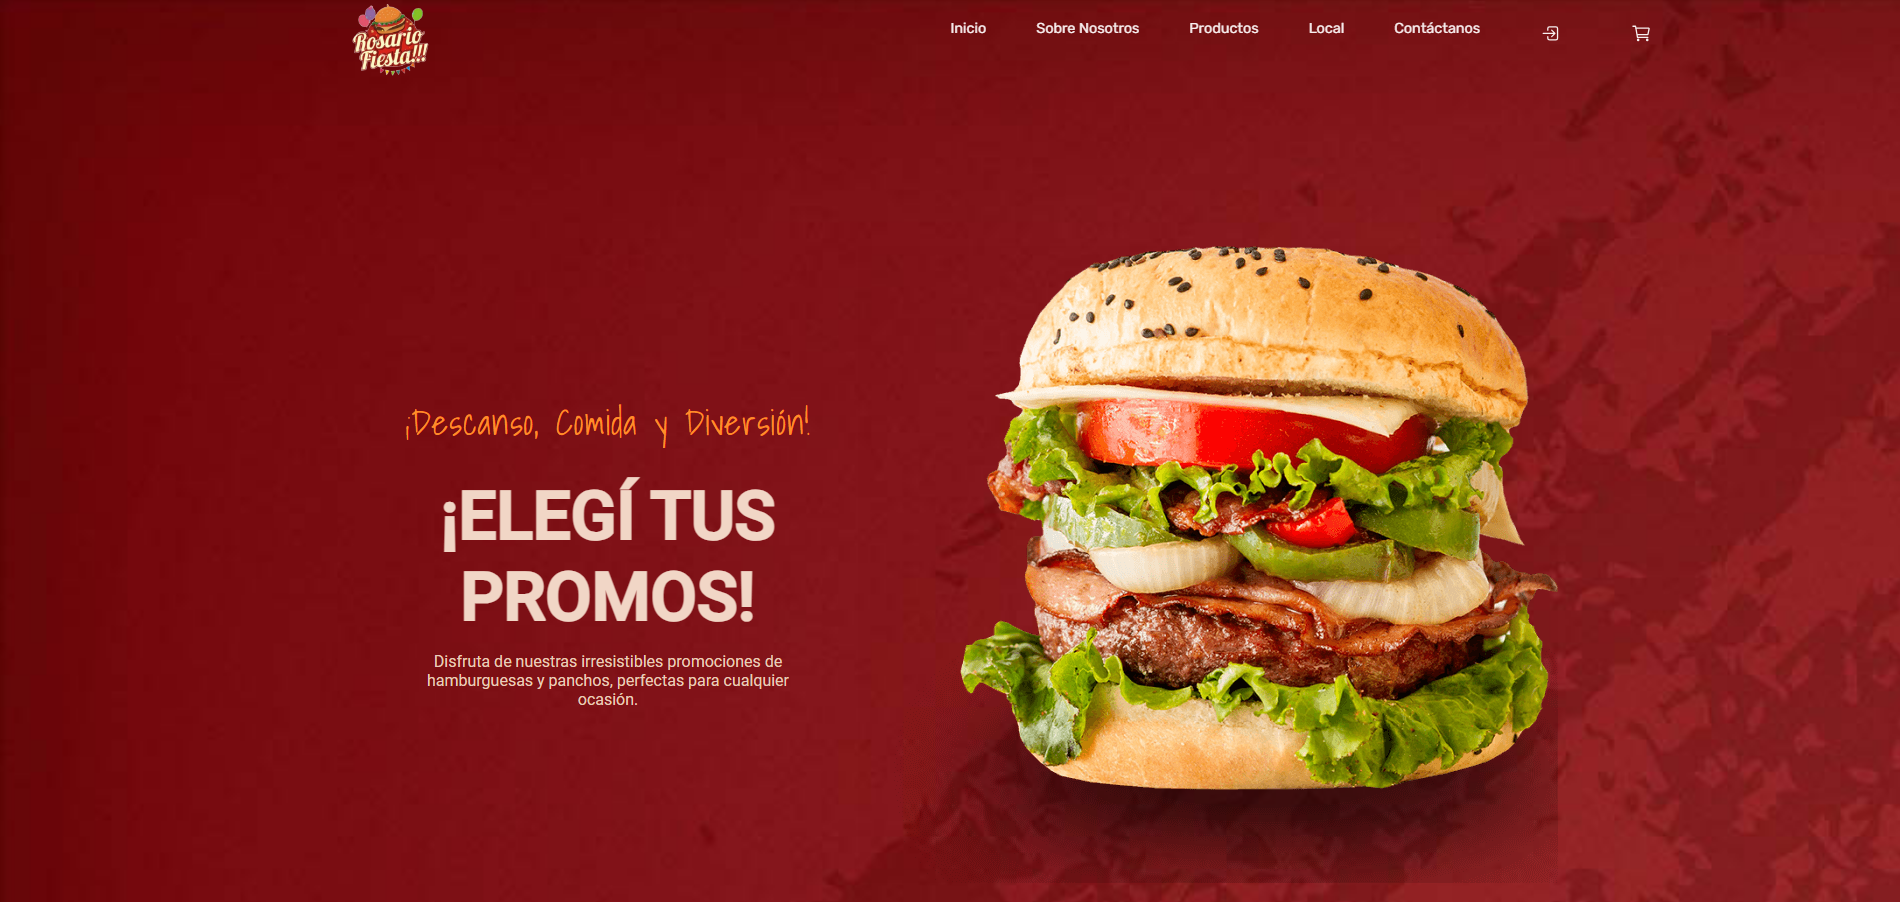 Rosario
Fiesta!!!
Inicio
Sobre Nosotros
Productos
Local
Contáctanos
¡Descanso, Comida y Diversión!
¡ELEGÍ TUS
PROMOS!
Disfruta de nuestras irresistibles promociones de
hamburguesas y panchos, perfectas para cualquier
ocasión.